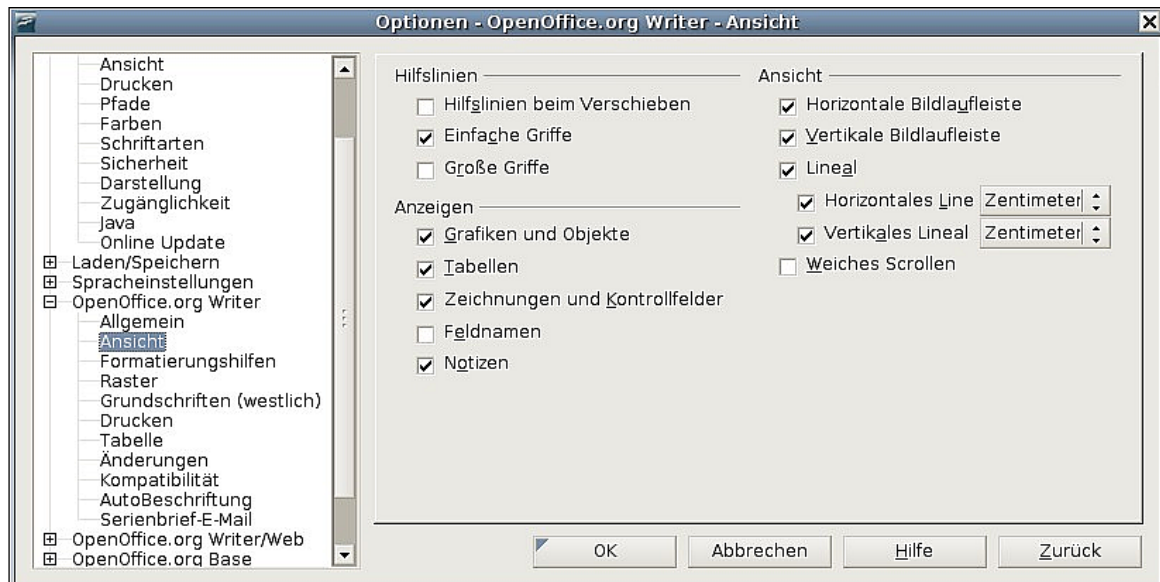 Optionen - OpenOffice.org Writer - Ansicht
Ansicht
Drucken
Pfade
Farben
Schriftarten
Sicherheit
Darstellung
Zugänglichkeit
Java
Online Update
Laden/Speichern
Spracheinstellungen
OpenOffice.org Writer
Allgemein
Ansicht
Formatierungshilfen
Raster
Grundschriften (westlich)
Drucken
Tabelle
Änderungen
Kompatibilität
AutoBeschriftung
Serienbrief-E-Mail
OpenOffice.org Writer/Web
OpenOffice.org Base
Hilfslinien
Hilfslinien beim Verschieben
Einfache Griffe
Große Griffe
Anzeigen
Grafiken und Objekte
Tabellen
Zeichnungen und Kontrollfelder
Feldnamen
Notizen
Ansicht
Horizontale Bildlaufleiste
Vertikale Bildlaufleiste
Lineal
Horizontales Line Zentimeter
Vertikales Lineal Zentimeter
Weiches Scrollen
OK Abbrechen Hilfe Zurück